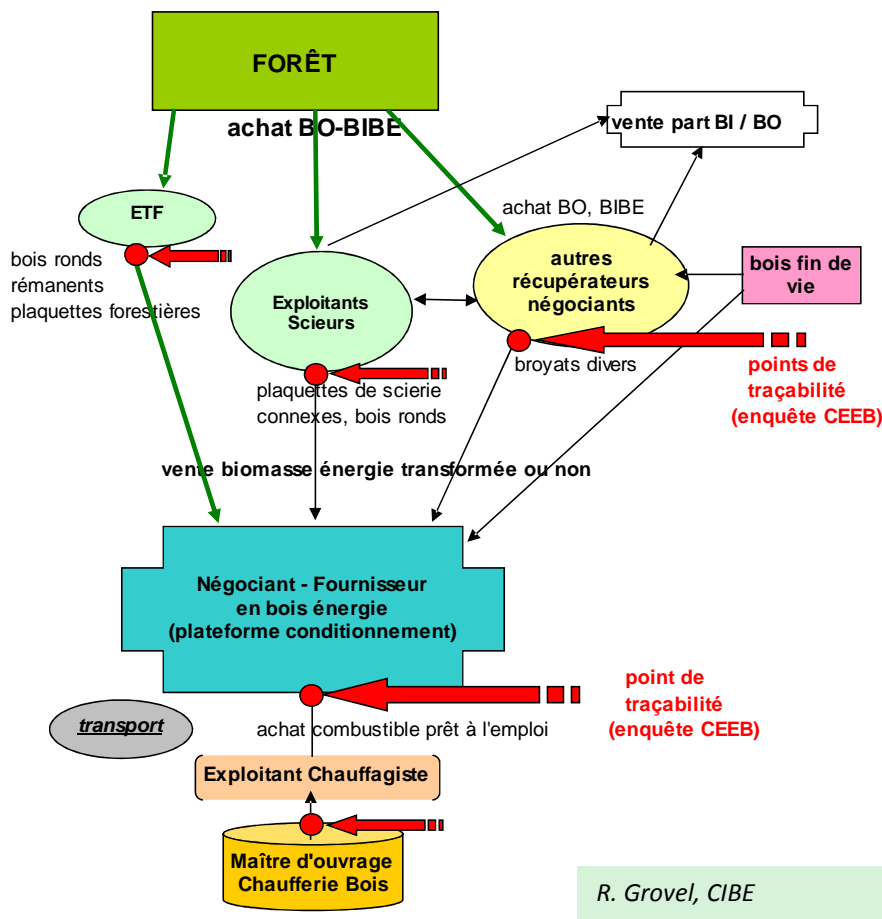 FORÊT
achat BO-BIBE
vente part BI / BO
ETF
achat BO, BIBE
bois ronds
rémanents
plaquettes forestières
Exploitants
Scieurs
autres
récupérateurs
négociants
bois fin de
vie
plaquettes de scierie
connexes, bois ronds
broyats divers
points de
traçabilité
(enquête CEEB)
vente biomasse énergie transformée ou non
Négociant - Fournisseur
en bois énergie
(plateforme conditionnement)
point de
traçabilité
(enquête CEEB)
transport
achat combustible prêt à l'emploi
Exploitant Chauffagiste
Maître d'ouvrage
Chaufferie Bois
R. Grovel, CIBE